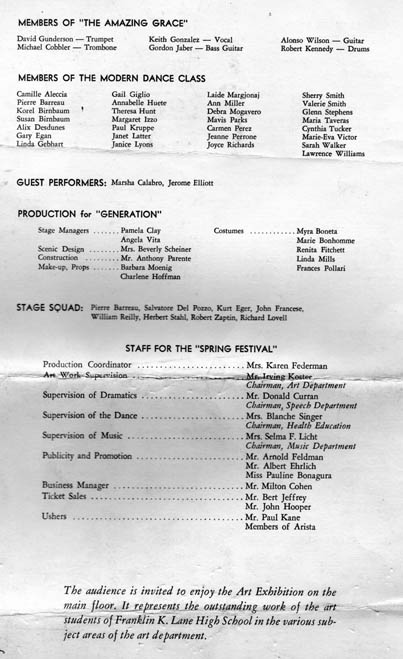 MEMBERS OF "THE AMAZING GRACE"
David Gunderson — Trumpet Keith Gonzalez — Vocal Alonso Wilson — Guitar
Michael Cobbler — Trombone Gordon Jaber — Bass Guitar Robert Kennedy — Drums
MEMBERS OF THE MODERN DANCE CLASS
Camille Aleccia Gail Giglio Laide Margjonaj Sherry Smith
Pierre Barreau Annabelle Huete Ann Miller Valerie Smith
Korel Birnbaum Theresa Hunt Debra Mogavero Glenn Stephens
Susan Birnbaum Margaret Izzo Mavis Parks Maria Taveras
Alix Desdunes Paul Kruppe Carmen Perez Cynthia Tucker
Gary Egan Janet Latter Jeanne Perrone Marie-Eva Victor
Linda Gebhart Janice Lyons Joyce Richards Sarah Walker
Lawrence Williams
GUEST PERFORMERS: Marsha Calabro, Jerome Elliott
PRODUCTION for "GENERATION"
Stage Managers ....... Pamela Clay Costumes ............ Myra Boneta
Angela Vita Marie Bonhomme
Scenic Design ........ Mrs. Beverly Scheiner Renita Fitchett
Construction ......... Mr. Anthony Parente Linda Mills
Make-up, Props ....... Barbara Moenig Frances Pollari
Charlene Hoffman
STAGE SQUAD: Pierre Barreau, Salvatore Del Pozzo, Kurt Eger, John Francese,
William Reilly, Herbert Stahl, Robert Zaptin, Richard Lovell
STAFF FOR THE "SPRING FESTIVAL"
Production Coordinator ........................ Mrs. Karen Federman
Art Work Supervision ........................ Mr. Irving Koster
Chairman, Art Department
Supervision of Dramatics ........................ Mr. Donald Curran
Chairman, Speech Department
Supervision of the Dance ........................ Mrs. Blanche Singer
Chairman, Health Education
Supervision of Music ........................ Mrs. Selma F. Licht
Chairman, Music Department
Publicity and Promotion ........................ Mr. Arnold Feldman
Mr. Albert Ehrlich
Miss Pauline Bonagura
Business Manager ........................ Mr. Milton Cohen
Ticket Sales ........................ Mr. Bert Jeffrey
Mr. John Hooper
Ushers ........................ Mr. Paul Kane
Members of Arista
The audience is invited to enjoy the Art Exhibition on the
main floor. It represents the outstanding work of the art
students of Franklin K. Lane High School in the various sub-
ject areas of the art department.